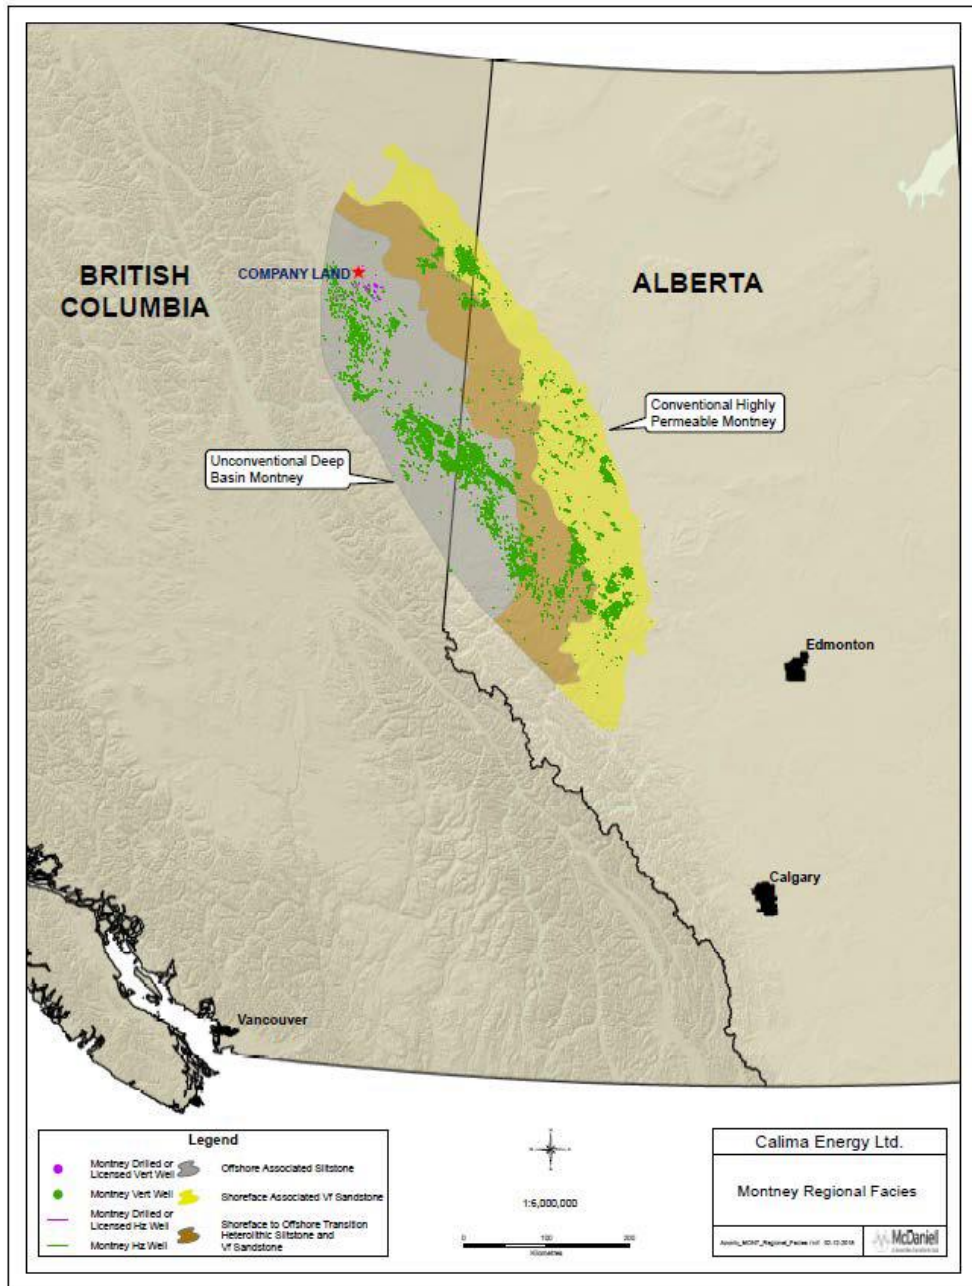 BRITISH
COLUMBIA
COMPANY LAND
ALBERTA
Conventional Highly
Permeable Montney
Unconventional Deep
Basin Montney
Edmonton
Calgary
Vancouver
Legend
Montney Drilled or
Licensed Vert Well
Montney Vert Well
Montney Drilled or
Licensed Hz Well
Montney Hz Well
Offshore Associated Siltstone
Shoreface Associated Vf Sandstone
Shoreface to Offshore Transition
Heterolithic Siltstone and
Vf Sandstone
1:6,000,000
0 100 200
Kilometres
Calima Energy Ltd.
Montney Regional Facies
McDaniel